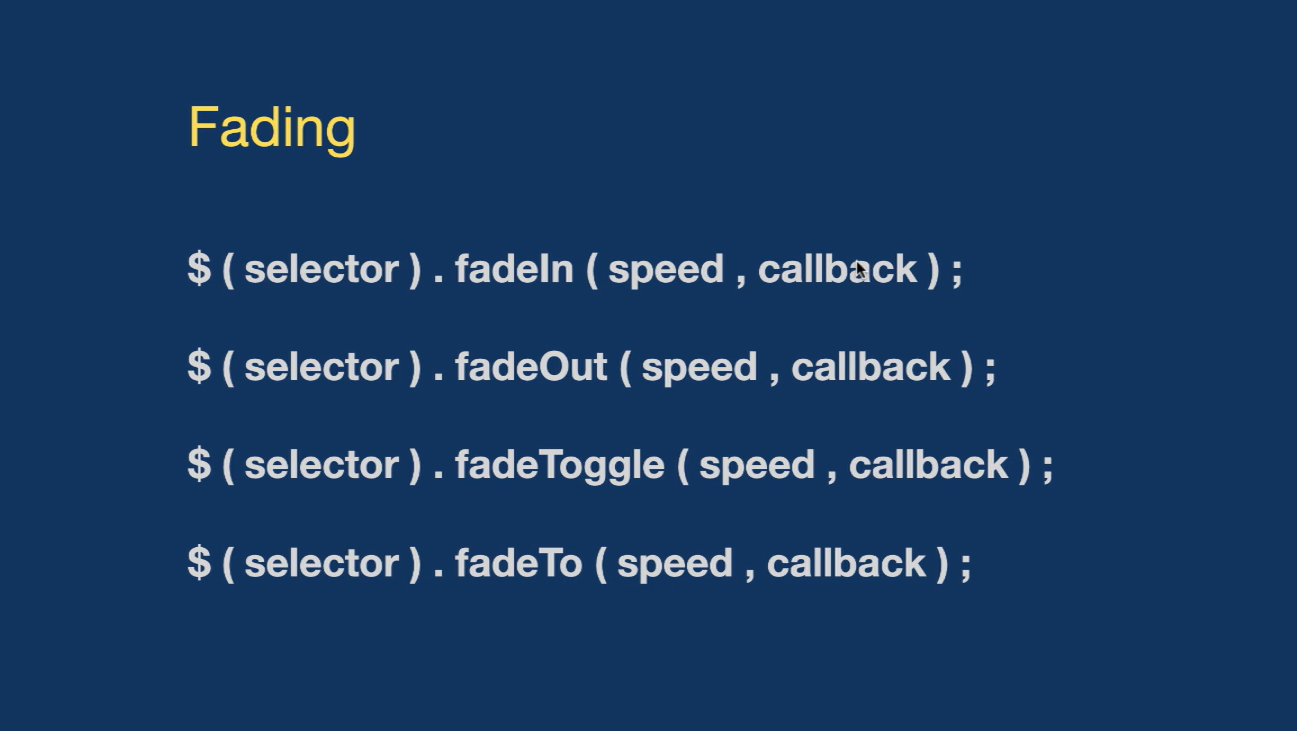 Fading
$ ( selector ) . fadeIn ( speed , callback ) ;
$ ( selector ) . fadeOut ( speed , callback ) ;
$ ( selector ) . fadeToggle ( speed , callback ) ;
$ ( selector ) . fadeTo ( speed , callback ) ;